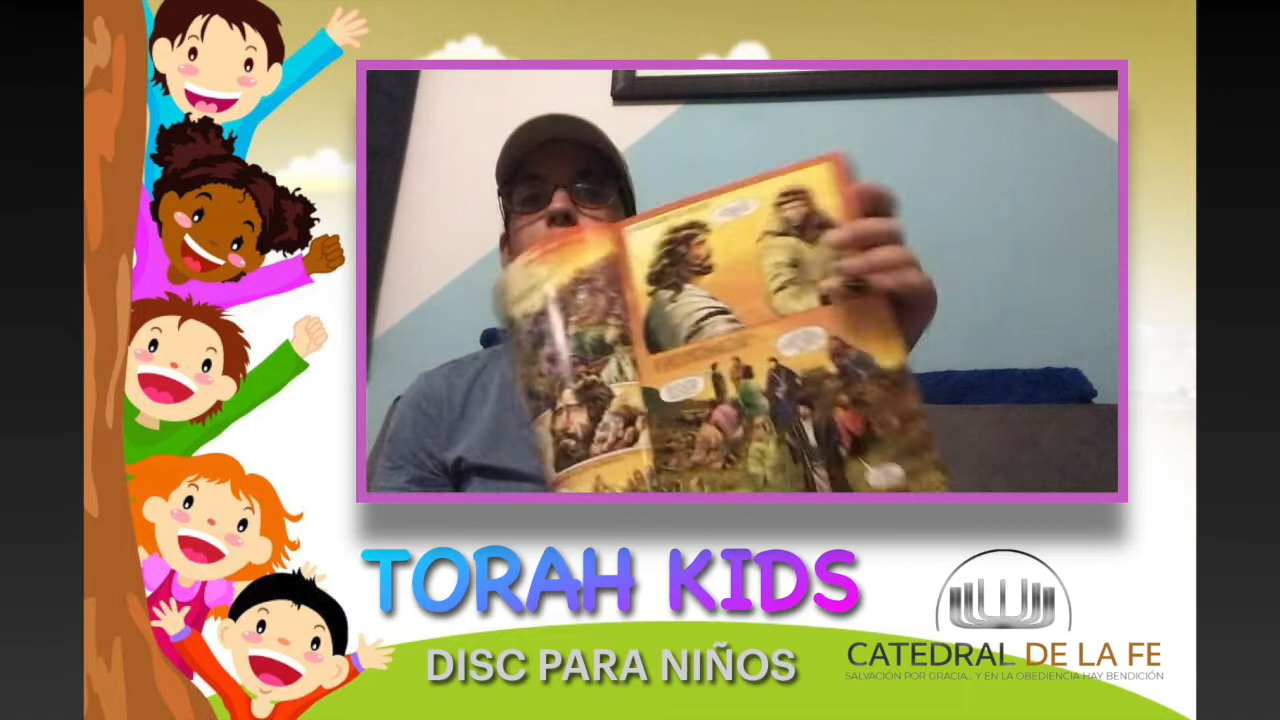 TORAH KIDS
DISC PARA NIÑOS
CATEDRAL DE LA FE
SALVACIÓN POR GRACIA.. Y EN LA OBEDIENCIA HAY BENDICIÓN